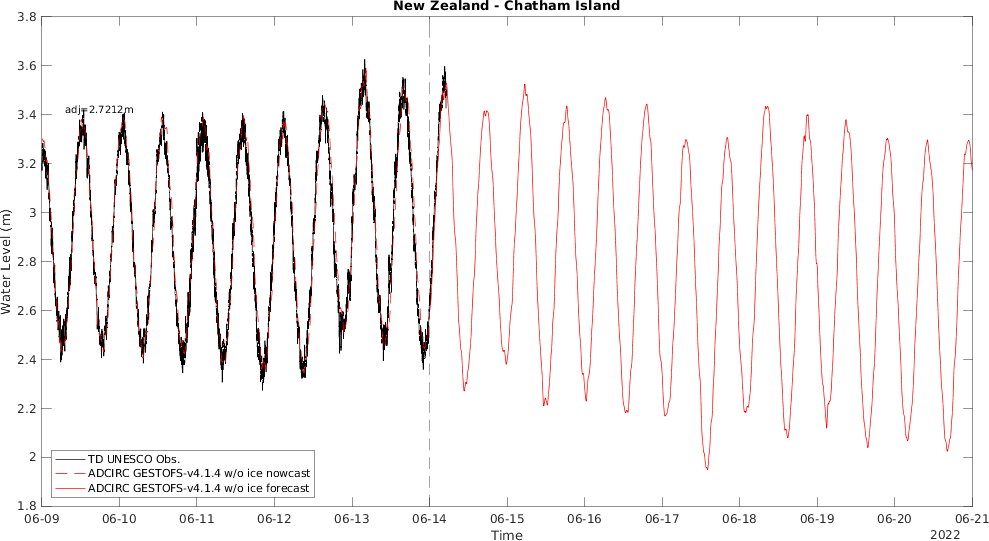 New Zealand - Chatham Island
3.8
3.6
3.4
3.2
3
2.8
2.6
2.4
2.2
2
1.8
Water Level (m)
adj=2.7212m
TD UNESCO Obs.
ADCIRC GESTOFS-v4.1.4 w/o ice nowcast
ADCIRC GESTOFS-v4.1.4 w/o ice forecast
06-09 06-10 06-11 06-12 06-13 06-14 06-15 06-16 06-17 06-18 06-19 06-20 06-21
Time
2022